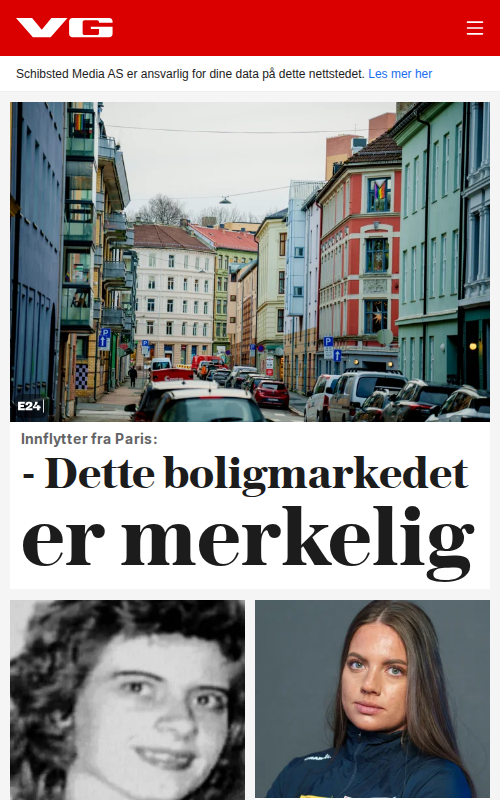 VG
Schibsted Media AS er ansvarlig for dine data på dette nettstedet. Les mer her
E24
Innflytter fra Paris:
- Dette boligmarkedet
er merkelig